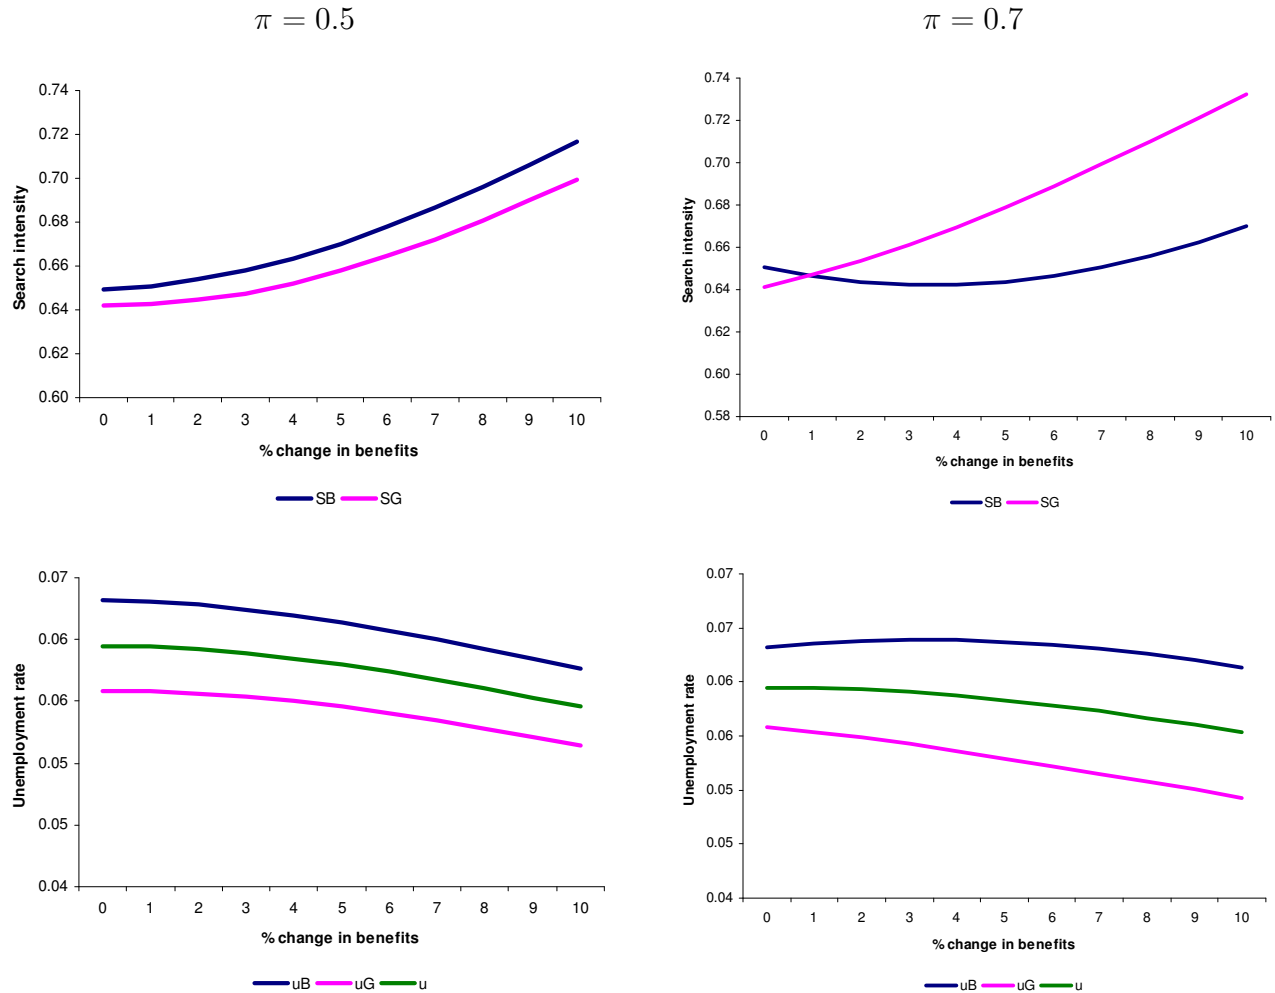 π = 0.5
π = 0.7
0.74
0.72
0.70
0.68
0.66
0.64
0.62
0.60
Search intensity
0 1 2 3 4 5 6 7 8 9 10
% change in benefits
SB SG
0.74
0.72
0.70
0.68
0.66
0.64
0.62
0.60
0.58
Search intensity
0 1 2 3 4 5 6 7 8 9 10
% change in benefits
SB SG
0.07
0.06
0.06
0.05
0.05
0.04
Unemployment rate
0 1 2 3 4 5 6 7 8 9 10
% change in benefits
uB uG u
0.07
0.07
0.06
0.06
0.05
0.05
0.04
Unemployment rate
0 1 2 3 4 5 6 7 8 9 10
% change in benefits
uB uG u